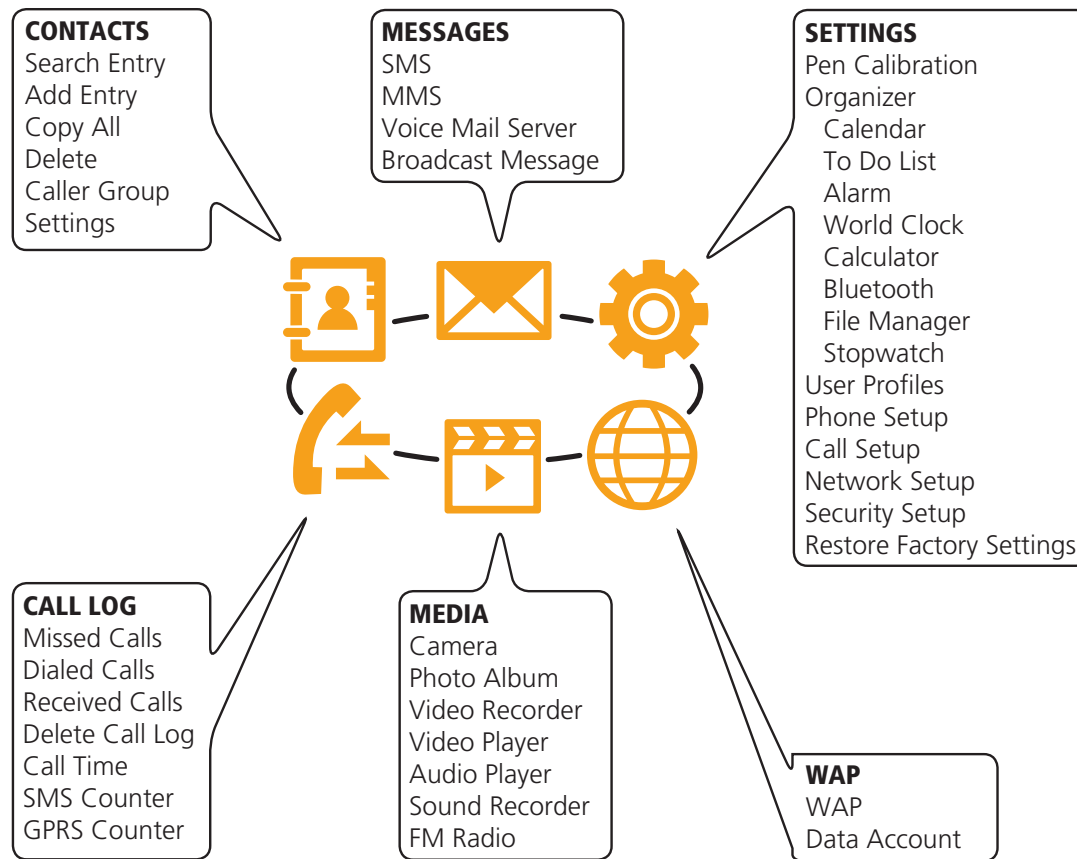 CONTACTS
Search Entry
Add Entry
Copy All
Delete
Caller Group
Settings
MESSAGES
SMS
MMS
Voice Mail Server
Broadcast Message
SETTINGS
Pen Calibration
Organizer
Calendar
To Do List
Alarm
World Clock
Calculator
Bluetooth
File Manager
Stopwatch
User Profiles
Phone Setup
Call Setup
Network Setup
Security Setup
Restore Factory Settings
CALL LOG
Missed Calls
Dialed Calls
Received Calls
Delete Call Log
Call Time
SMS Counter
GPRS Counter
MEDIA
Camera
Photo Album
Video Recorder
Video Player
Audio Player
Sound Recorder
FM Radio
WAP
WAP
Data Account